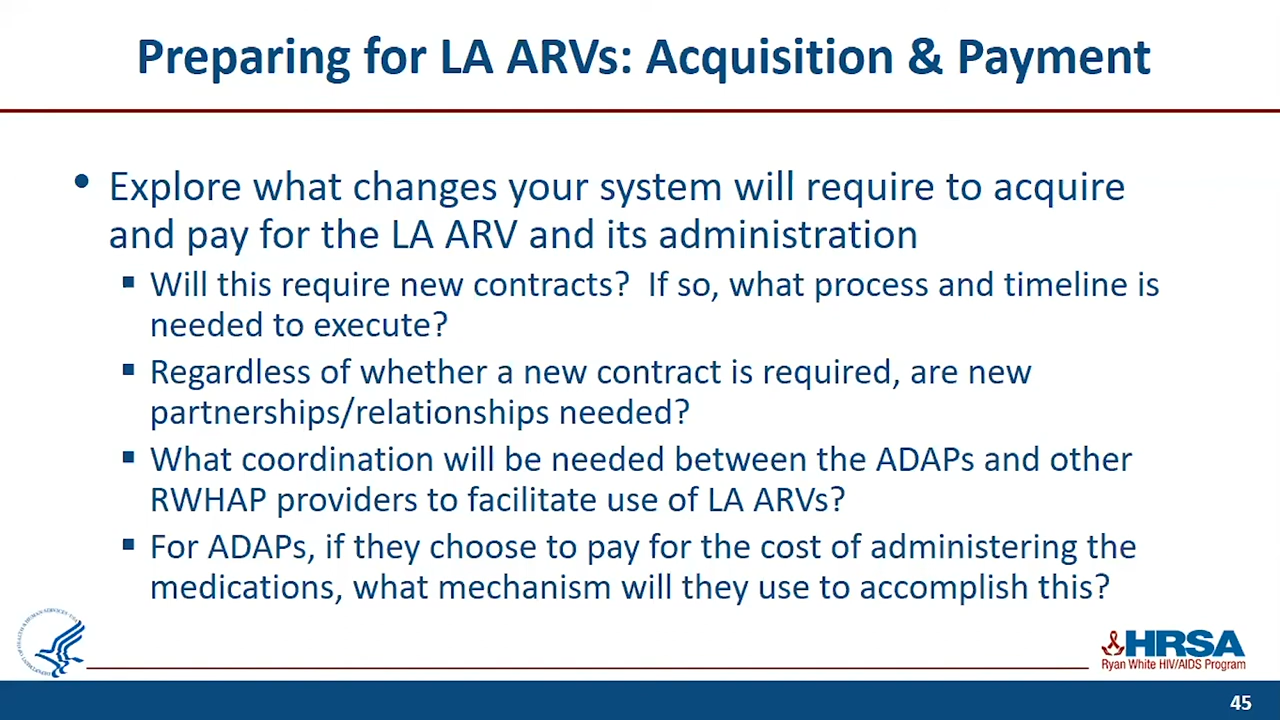 Preparing for LA ARVs: Acquisition & Payment
• Explore what changes your system will require to acquire
and pay for the LA ARV and its administration
▪ Will this require new contracts?  If so, what process and timeline is
needed to execute?
▪ Regardless of whether a new contract is required, are new
partnerships/relationships needed?
▪ What coordination will be needed between the ADAPs and other
RWHAP providers to facilitate use of LA ARVs?
▪ For ADAPs, if they choose to pay for the cost of administering the
medications, what mechanism will they use to accomplish this?
HRSA
Ryan White HIV/AIDS Program
45